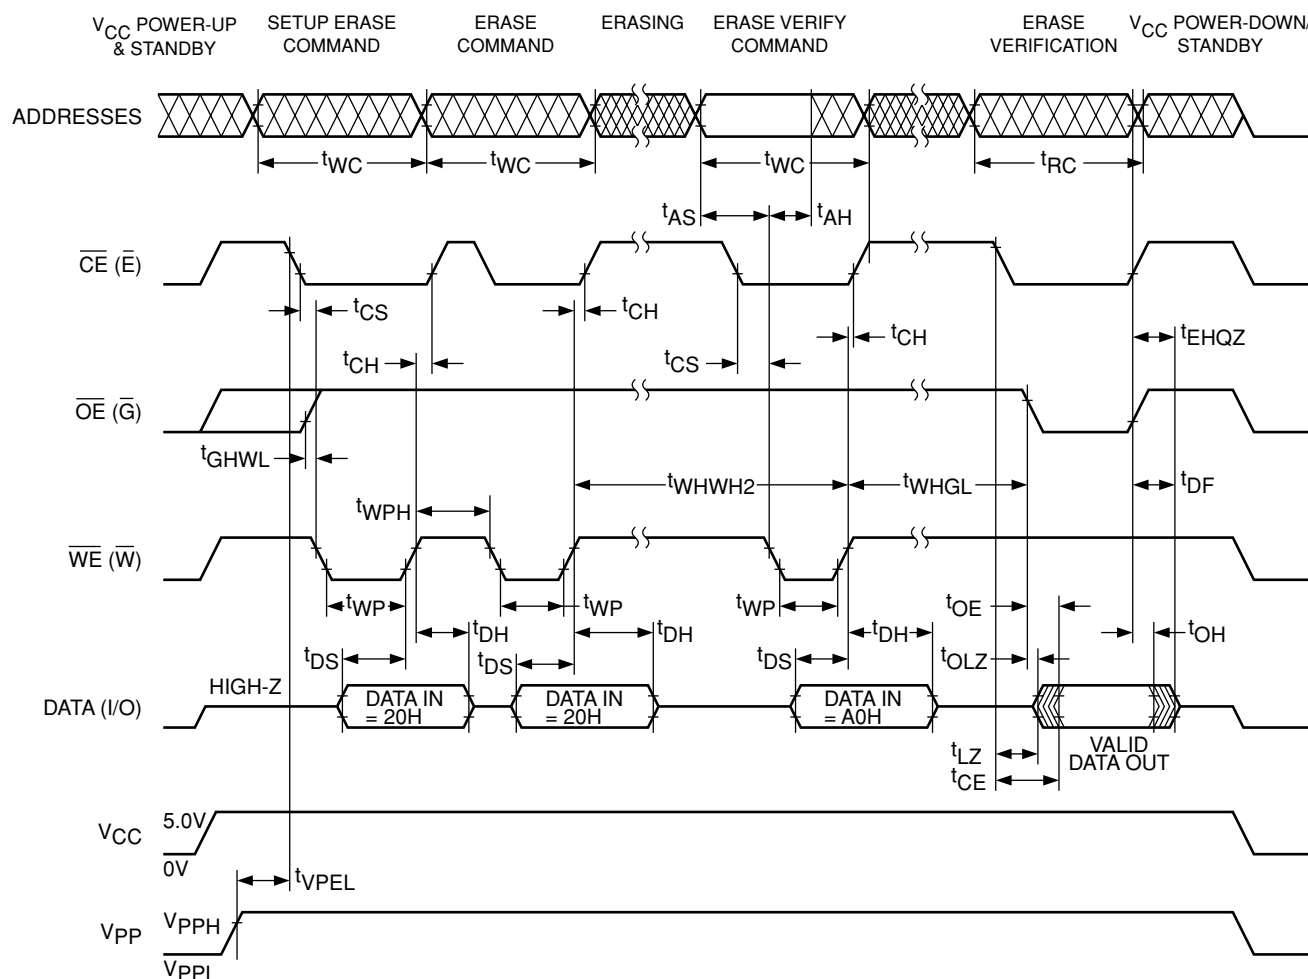 VCC POWER-UP
& STANDBY
SETUP ERASE
COMMAND
ERASE
COMMAND
ERASING
ERASE VERIFY
COMMAND
ERASE
VERIFICATION
VCC POWER-DOWN/
STANDBY
ADDRESSES
tWC
tWC
tWC
tRC
tAS
tAH
CE (E)
tCS
tCH
tCH
tCS
tCH
tEHQZ
OE (G)
tGHWL
tWHWH2
tWHGL
tDF
tWPH
WE (W)
tWP
tWP
tWP
tOE
tDH
tDH
tDH
tOH
tDS
tDS
tDS
tOLZ
HIGH-Z
DATA (I/O)
DATA IN
= 20H
DATA IN
= 20H
DATA IN
= A0H
VALID
DATA OUT
tLZ
tCE
VCC
5.0V
0V
tVPEL
VPP
VPPH
VPPL